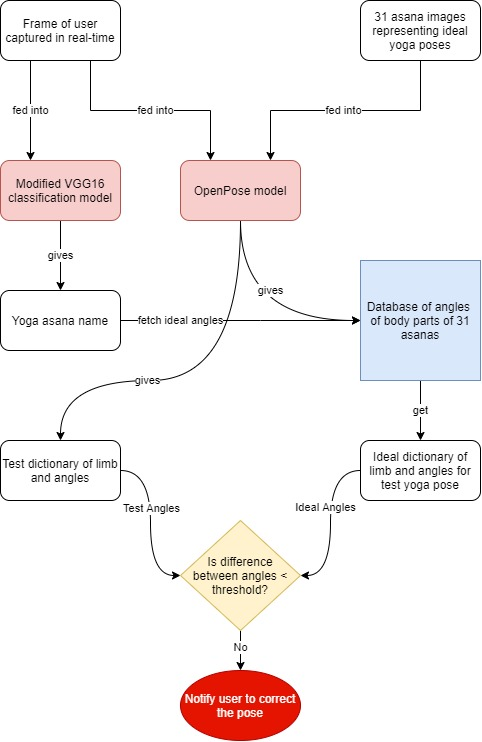 Frame of user
captured in real-time
31 asana images
representing ideal
yoga poses
fed into
fed into
fed into
Modified VGG16
classification model
OpenPose model
gives
gives
Yoga asana name
fetch ideal angles
Database of angles
of body parts of 31
asanas
gives
get
Test dictionary of limb
and angles
Ideal dictionary of
limb and angles for
test yoga pose
Test Angles
Ideal Angles
Is difference
between angles <
threshold?
No
Notify user to correct
the pose